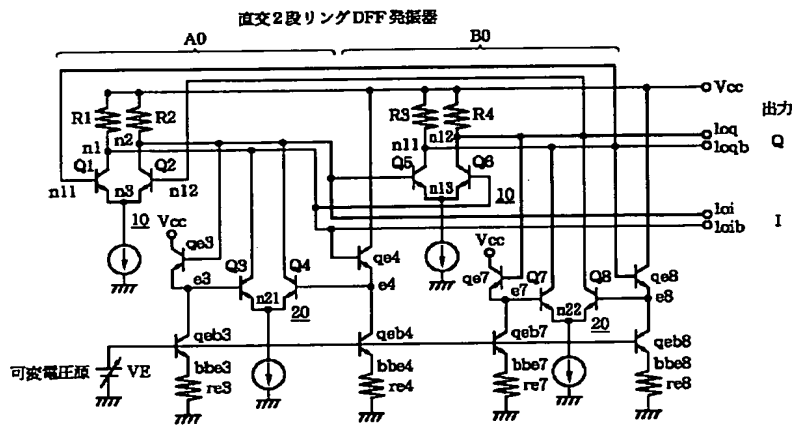 直交2段リングDFF発振器
A0 B0
Vcc
出力
R1 R2 R3 R4
loq
n1 n2 n11 n12
loqb
Q
Q1 Q2 Q5 Q6
n11 n3 n12 n13
10 10
loi
I
loib
Vcc
qe3 qe4 Vcc qe7 qe8
Q3 Q4 Q7 Q8
e3 e4 e7 e8
n21 n22
20 20
qeb3 qeb4 qeb7 qeb8
可変電圧源 VE
bbe3 bbe4 bbe7 bbe8
re3 re4 re7 re8